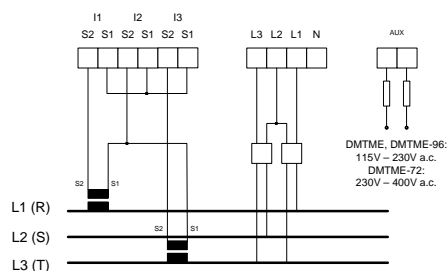 I1 I2 I3
S2 S1 S2 S1 S2 S1 L3 L2 L1 N AUX
DMTME, DMTME-96:
115V – 230V a.c.
DMTME-72:
230V – 400V a.c.
S2 S1
L1 (R)
S2 S1
L2 (S)
L3 (T)